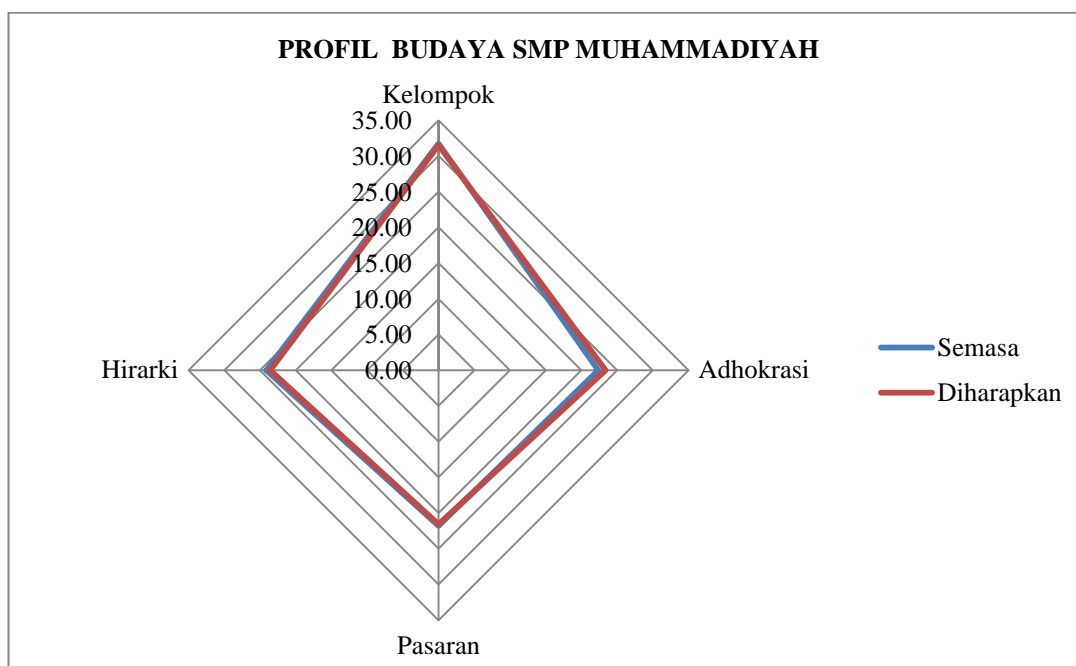 PROFIL BUDAYA SMP MUHAMMADIYAH
Kelompok
35.00
30.00
25.00
20.00
15.00
10.00
5.00
0.00
Hirarki
Adhokrasi
Pasaran
Semasa
Diharapkan